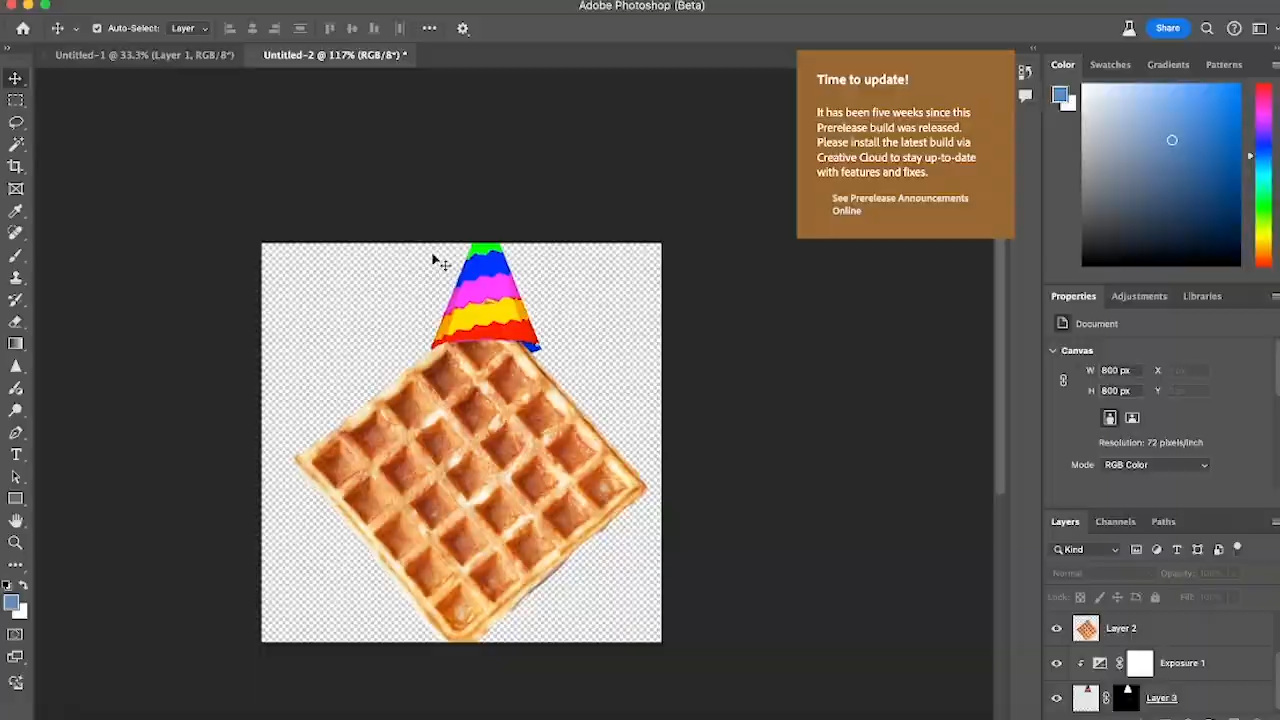 Adobe Photoshop (Beta)
Auto-Select: Layer
Share
Untitled-1 @ 33.3% (Layer 1, RGB/8*)
Untitled-2 @ 117% (RGB/8*) *
Time to update!
It has been five weeks since this
Prerelease build was released.
Please install the latest build via
Creative Cloud to stay up-to-date
with features and fixes.
See Prerelease Announcements
Online
Color Swatches Gradients Patterns
Properties Adjustments Libraries
Document
Canvas
W 800 px X px
H 800 px Y
Resolution: 72 pixels/inch
Mode RGB Color
Layers Channels Paths
Kind
Normal Opacity: 100%
Lock: Fill: 100%
Layer 2
Exposure 1
Layer 3